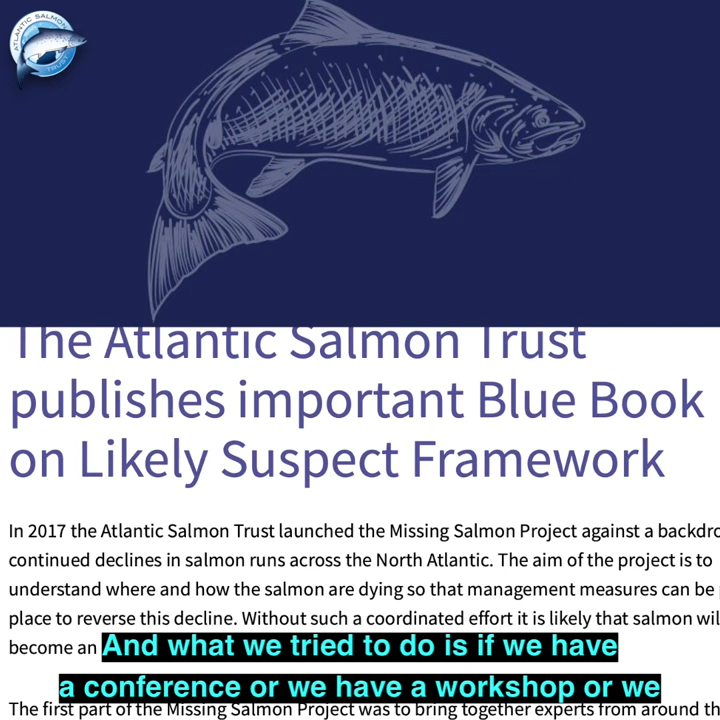 ATLANTIC SALMON
TRUST
The Atlantic Salmon Trust
publishes important Blue Book
on Likely Suspect Framework
In 2017 the Atlantic Salmon Trust launched the Missing Salmon Project against a
continued declines in salmon runs across the North Atlantic. The aim of the project is to
understand where and how the salmon are dying so that management measures can be
place to reverse this decline. Without such a coordinated effort it is likely that salmon
become an
And what we tried to do is if we have
a conference or we have a workshop or we
The first part of the Missing Salmon Project was to bring together experts from around